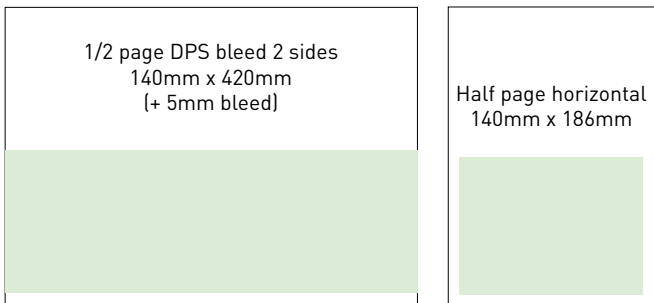 1/2 page DPS bleed 2 sides
140mm x 420mm
(+ 5mm bleed)
Half page horizontal
140mm x 186mm